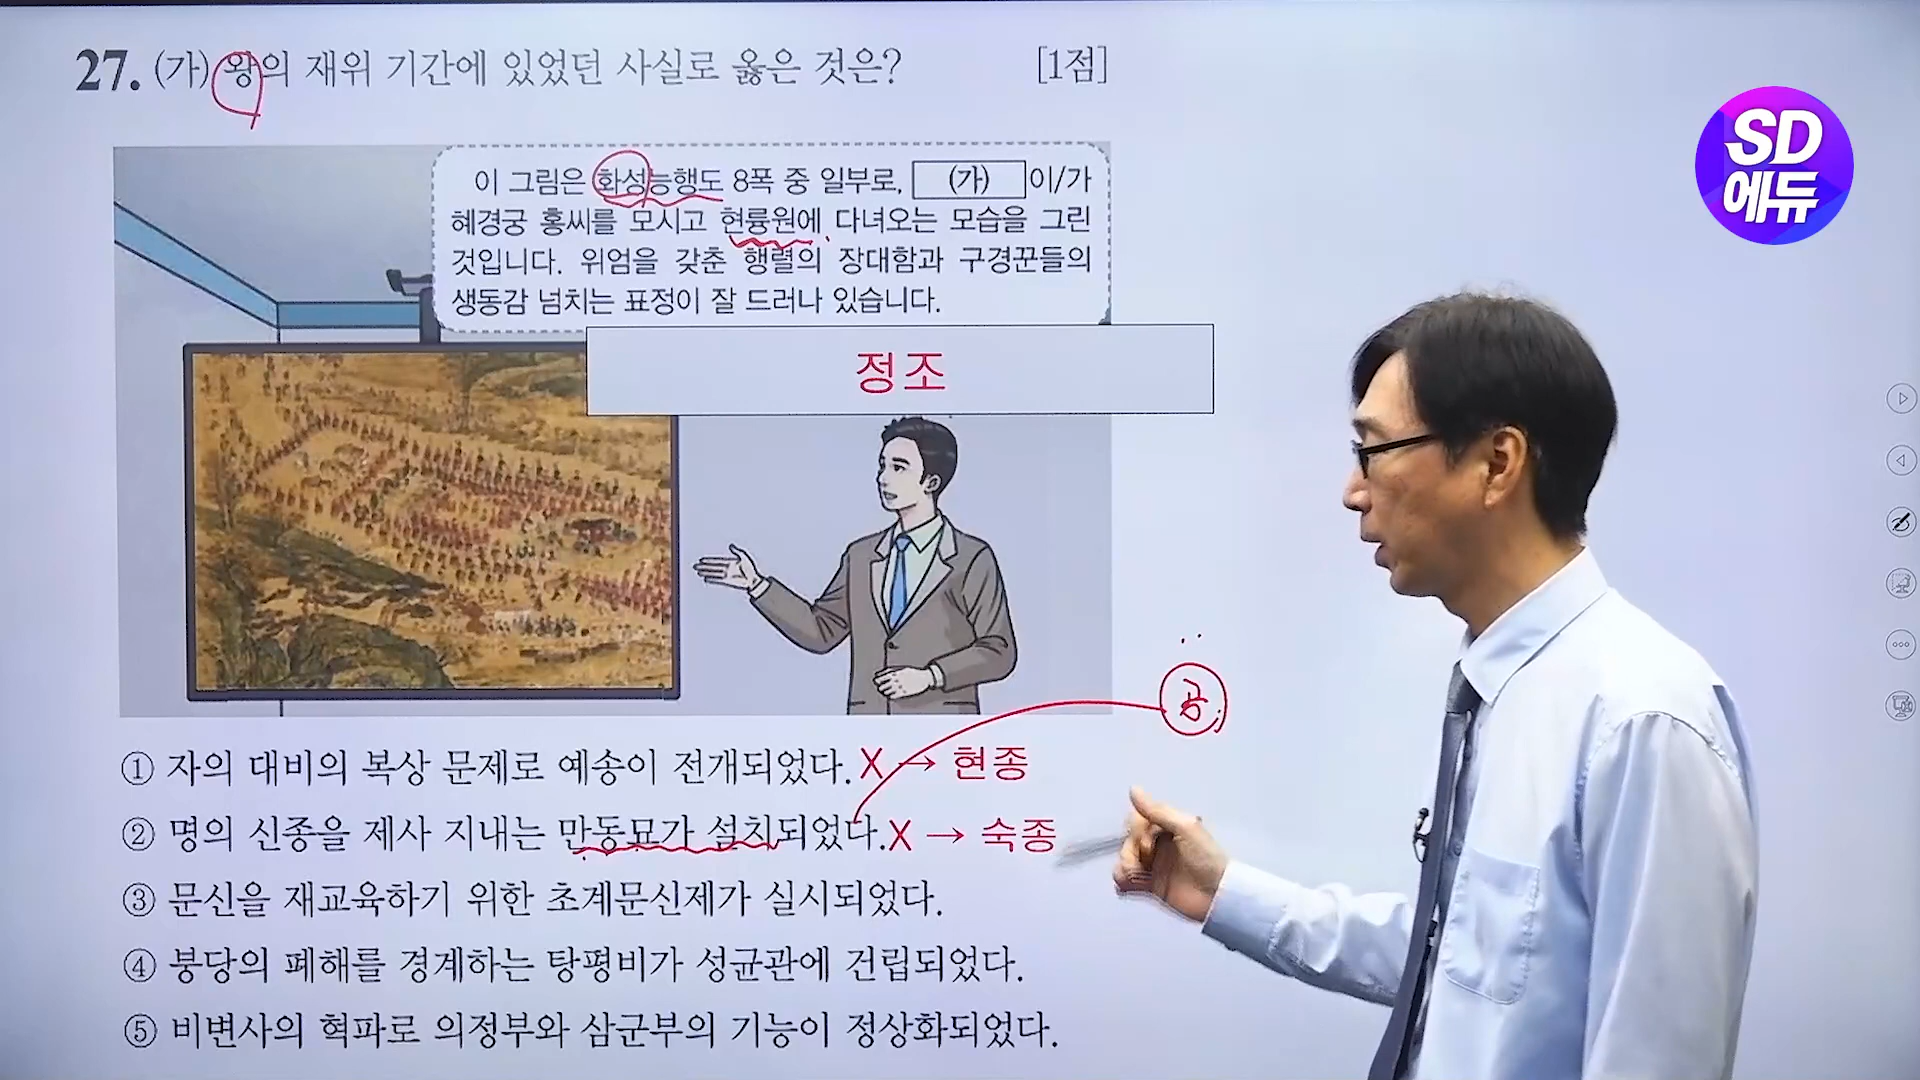 27. (가) 왕의 재위 기간에 있었던 사실로 옳은 것은? [1점]
SD
에듀
이 그림은 화성능행도 8폭 중 일부로, (가) 이/가
혜경궁 홍씨를 모시고 현륭원에 다녀오는 모습을 그린
것입니다. 위엄을 갖춘 행렬의 장대함과 구경꾼들의
생동감 넘치는 표정이 잘 드러나 있습니다.
정조
① 자의 대비의 복상 문제로 예송이 전개되었다. X → 현종
② 명의 신종을 제사 지내는 만동묘가 설치되었다. X → 숙종
③ 문신을 재교육하기 위한 초계문신제가 실시되었다.
④ 붕당의 폐해를 경계하는 탕평비가 성균관에 건립되었다.
⑤ 비변사의 혁파로 의정부와 삼군부의 기능이 정상화되었다.